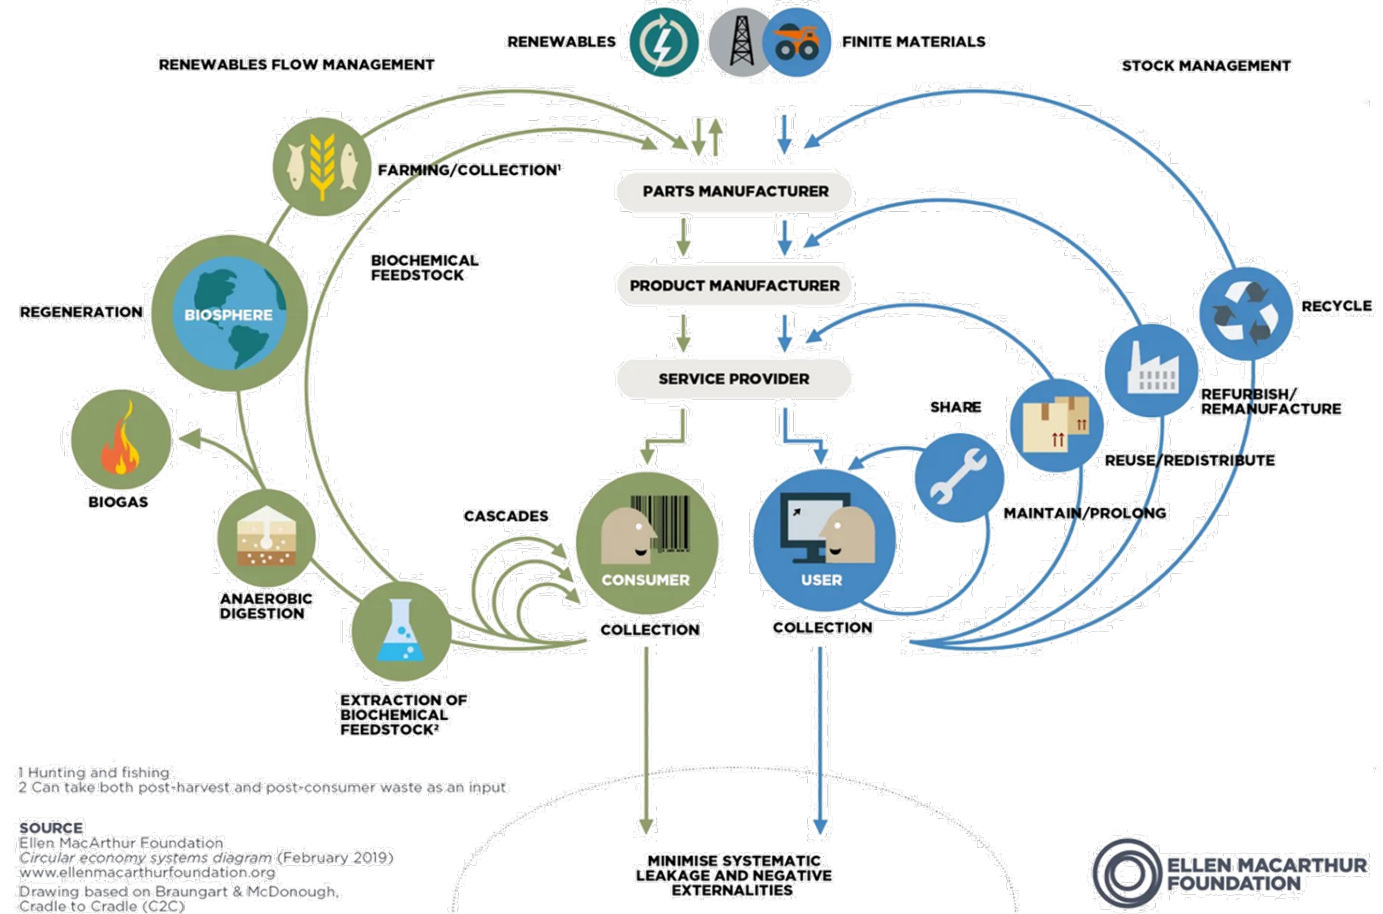 RENEWABLES
FINITE MATERIALS
RENEWABLES FLOW MANAGEMENT
STOCK MANAGEMENT
FARMING/COLLECTION¹
PARTS MANUFACTURER
BIOCHEMICAL
FEEDSTOCK
PRODUCT MANUFACTURER
REGENERATION
BIOSPHERE
RECYCLE
SERVICE PROVIDER
SHARE
REFURBISH/
REMANUFACTURE
REUSE/REDISTRIBUTE
BIOGAS
CASCADES
MAINTAIN/PROLONG
CONSUMER
USER
ANAEROBIC
DIGESTION
COLLECTION
COLLECTION
EXTRACTION OF
BIOCHEMICAL
FEEDSTOCK²
1 Hunting and fishing
2 Can take both post-harvest and post-consumer waste as an input
SOURCE
Ellen MacArthur Foundation
Circular economy systems diagram (February 2019)
www.ellenmacarthurfoundation.org
Drawing based on Braungart & McDonough,
Cradle to Cradle (C2C)
MINIMISE SYSTEMATIC
LEAKAGE AND NEGATIVE
EXTERNALITIES
ELLEN MACARTHUR
FOUNDATION